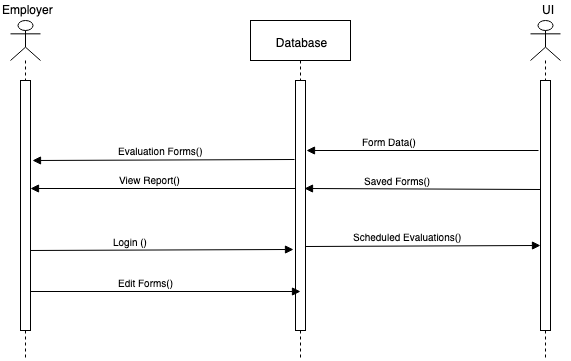 Employer
UI
Database
Form Data()
Evaluation Forms()
View Report()
Saved Forms()
Login ()
Scheduled Evaluations()
Edit Forms()